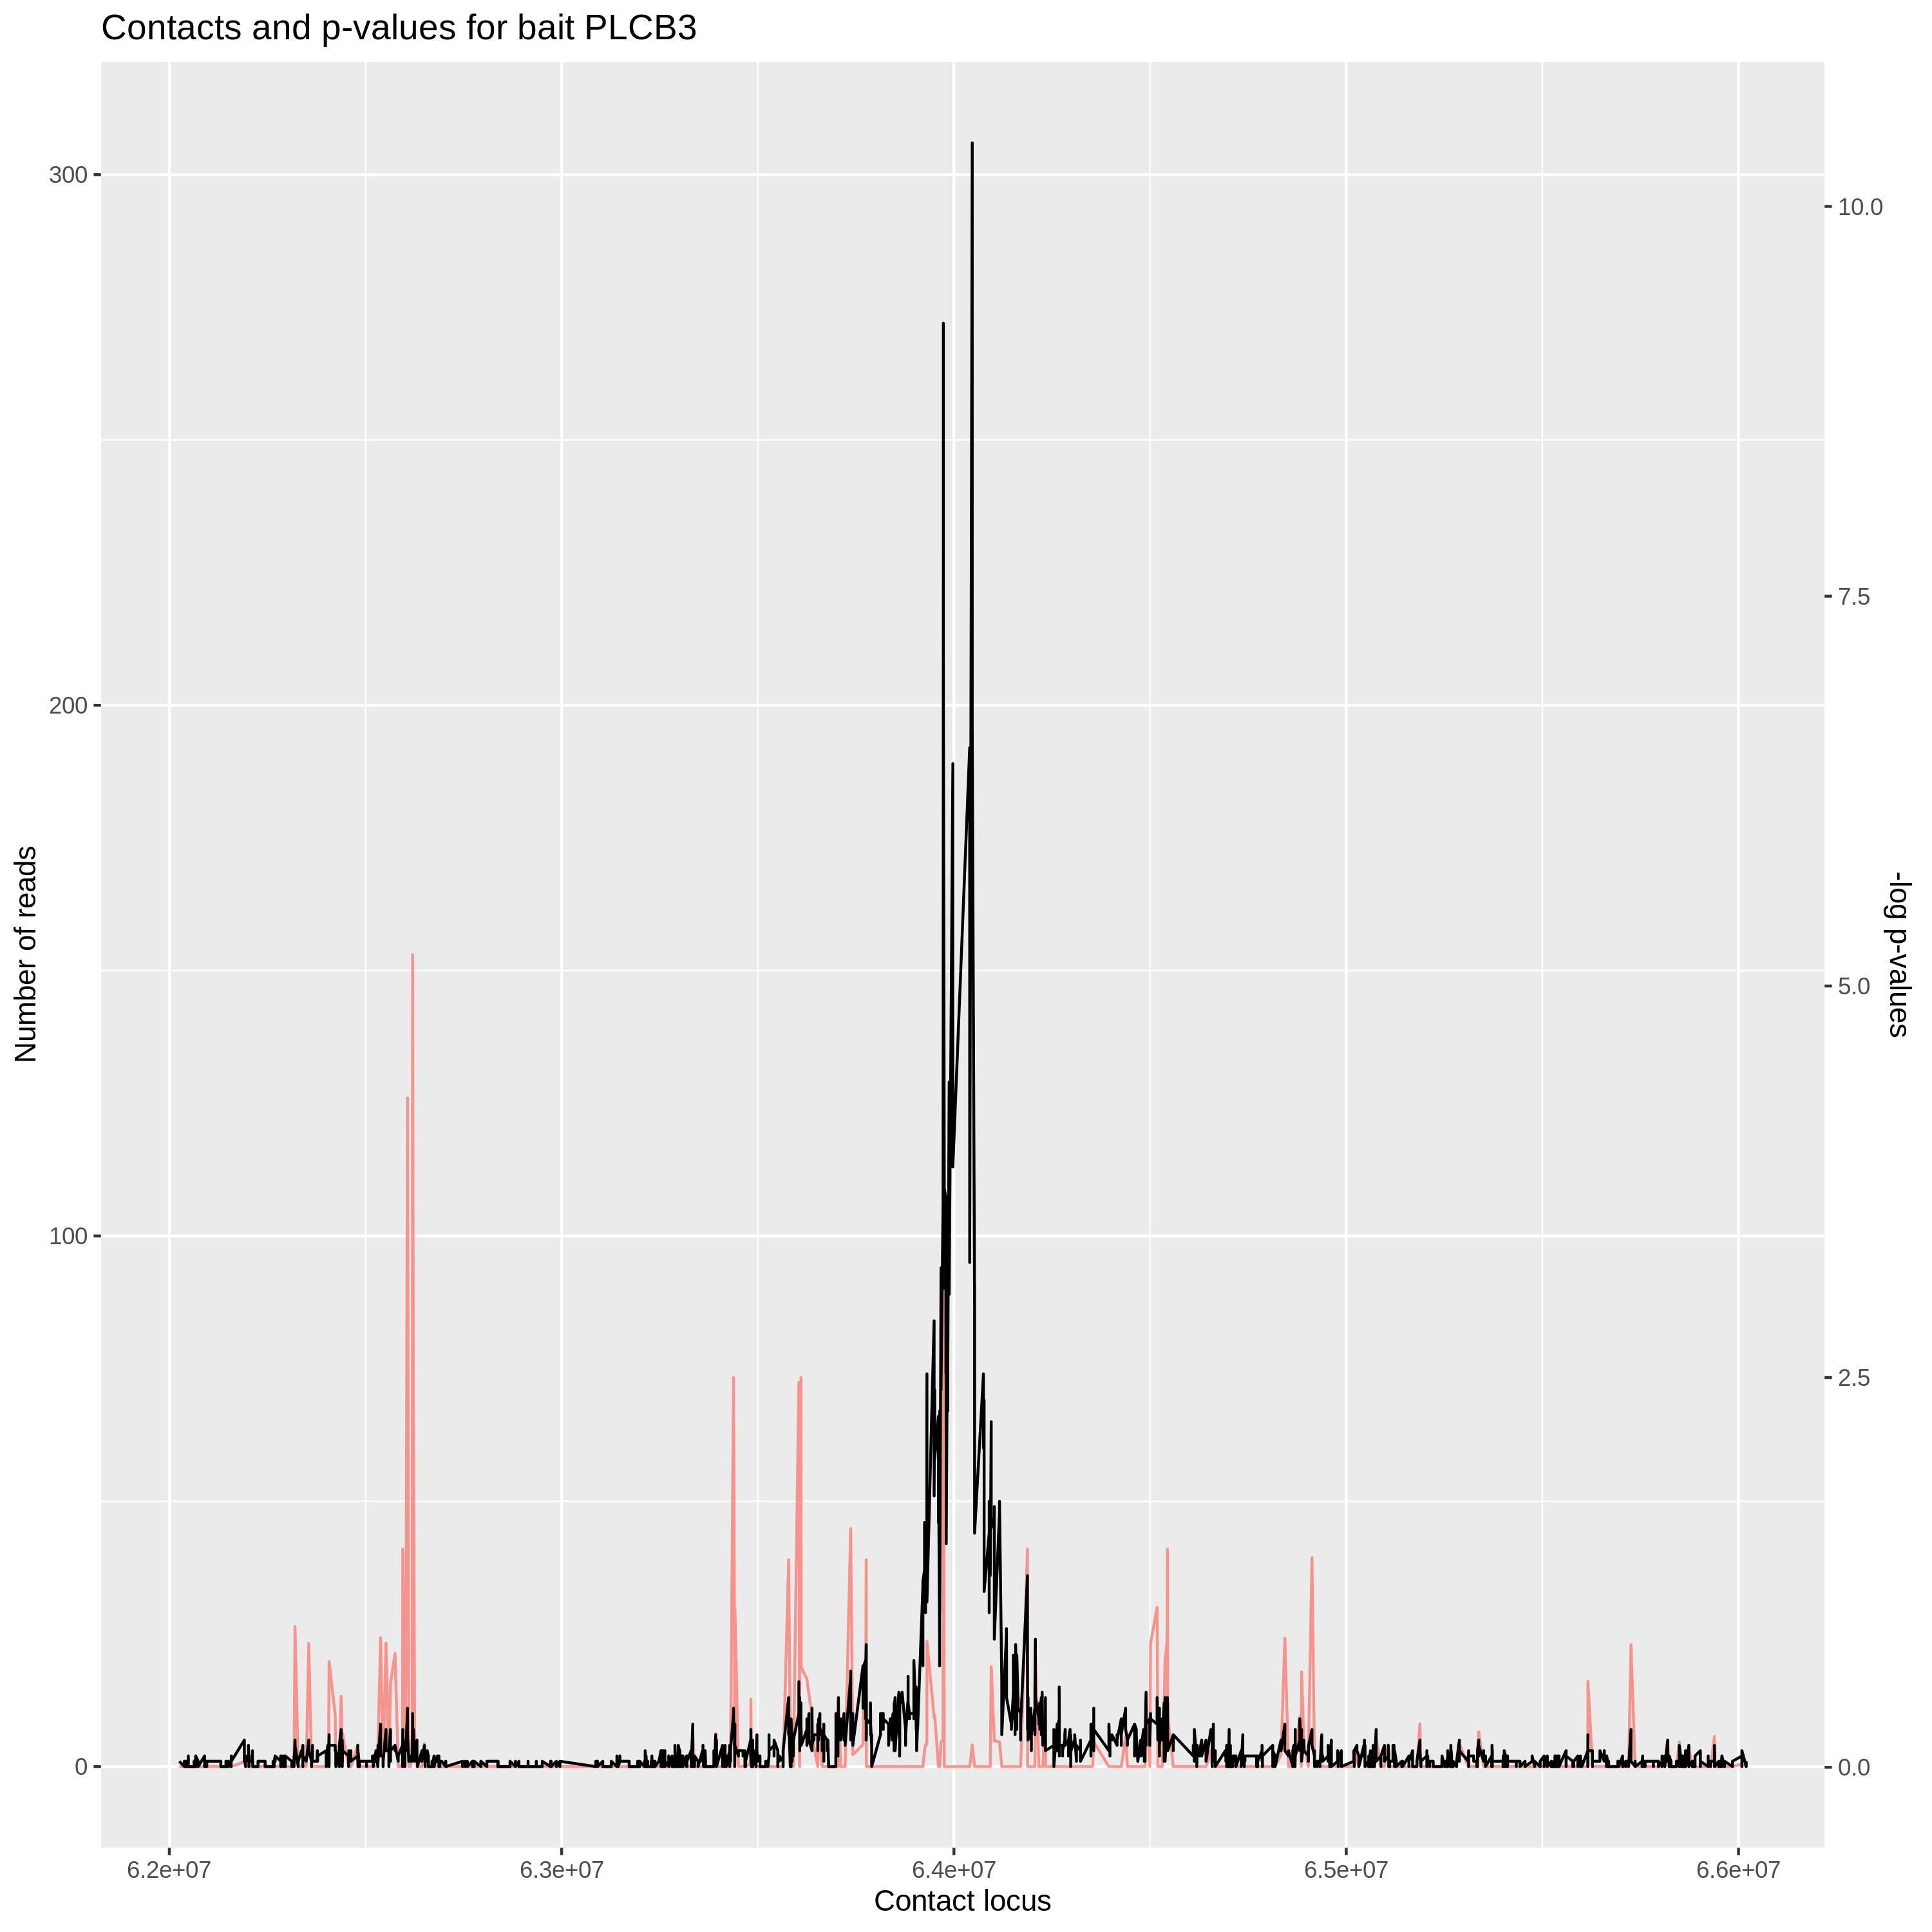 Contacts and p-values for bait PLCB3
300
200
100
0
Number of reads
10.0
7.5
5.0
2.5
0.0
-log p-values
6.2e+07
6.3e+07
6.4e+07
6.5e+07
6.6e+07
Contact locus